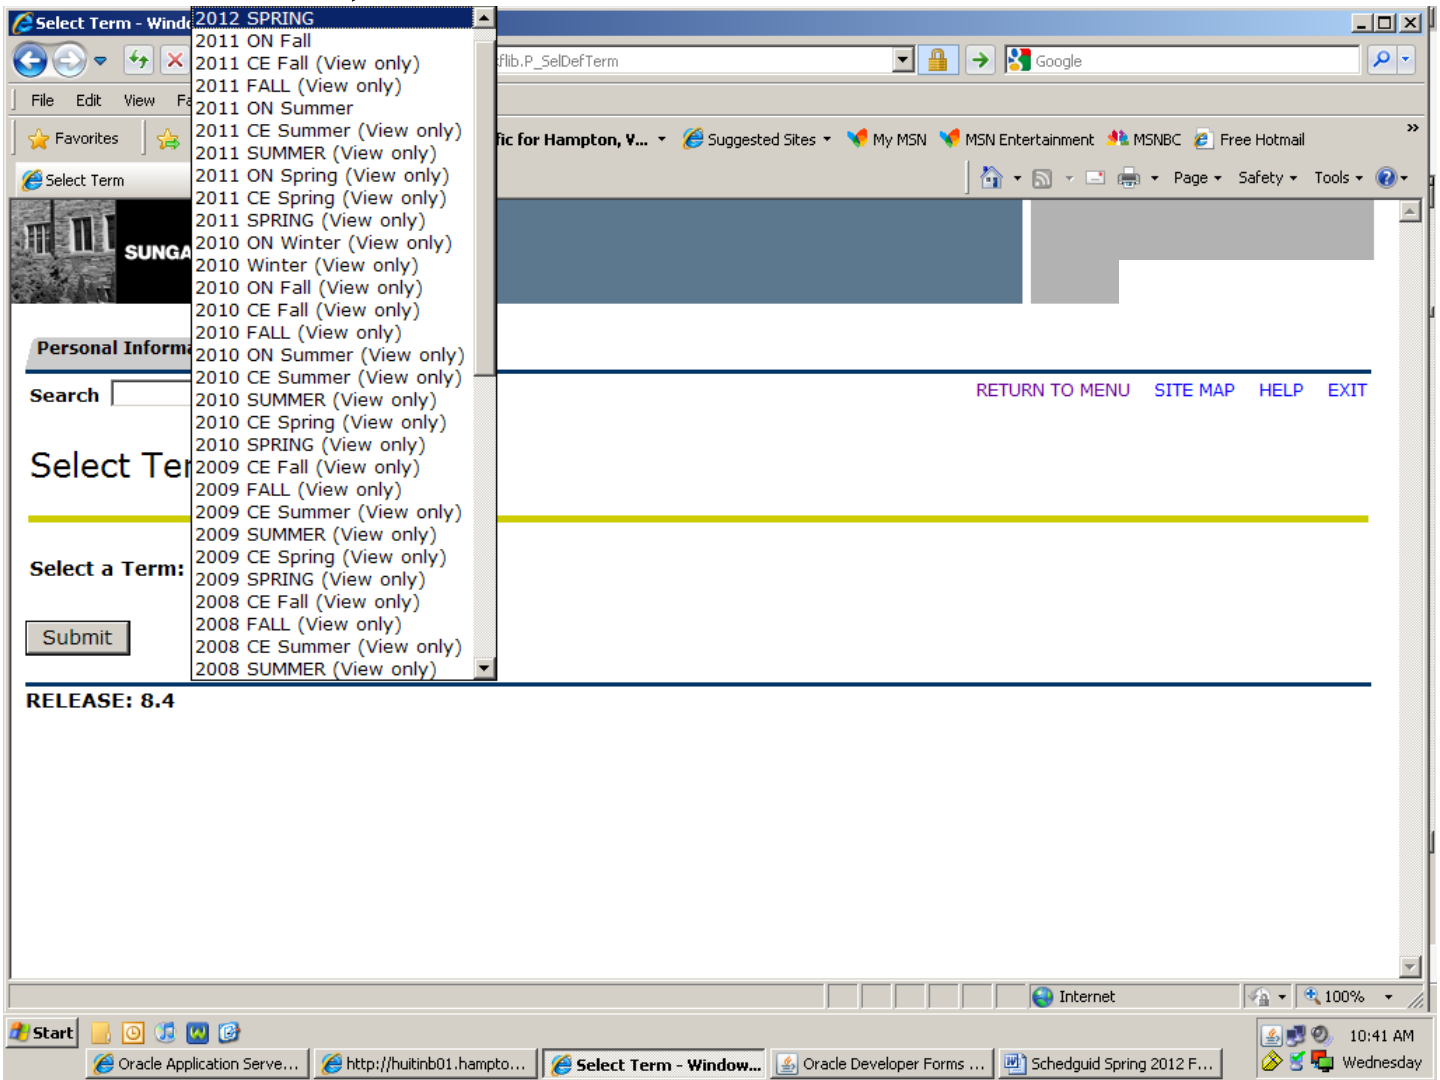 Select Term - Windo
flib.P_SelDefTerm
Google
File Edit View Fa
Favorites
fic for Hampton, V... Suggested Sites My MSN MSN Entertainment MSNBC Free Hotmail »
Select Term
Page Safety Tools
SUNGA
Personal Informa
Search
RETURN TO MENU SITE MAP HELP EXIT
Select Ter
Select a Term:
2012 SPRING
2011 ON Fall
2011 CE Fall (View only)
2011 FALL (View only)
2011 ON Summer
2011 CE Summer (View only)
2011 SUMMER (View only)
2011 ON Spring (View only)
2011 CE Spring (View only)
2011 SPRING (View only)
2010 ON Winter (View only)
2010 Winter (View only)
2010 ON Fall (View only)
2010 CE Fall (View only)
2010 FALL (View only)
2010 ON Summer (View only)
2010 CE Summer (View only)
2010 SUMMER (View only)
2010 CE Spring (View only)
2010 SPRING (View only)
2009 CE Fall (View only)
2009 FALL (View only)
2009 CE Summer (View only)
2009 SUMMER (View only)
2009 CE Spring (View only)
2009 SPRING (View only)
2008 CE Fall (View only)
2008 FALL (View only)
2008 CE Summer (View only)
2008 SUMMER (View only)
Submit
RELEASE: 8.4
Internet 100%
Start
10:41 AM
Oracle Application Serve... http://huitinb01.hampto... Select Term - Window... Oracle Developer Forms ... Schedguid Spring 2012 F... Wednesday